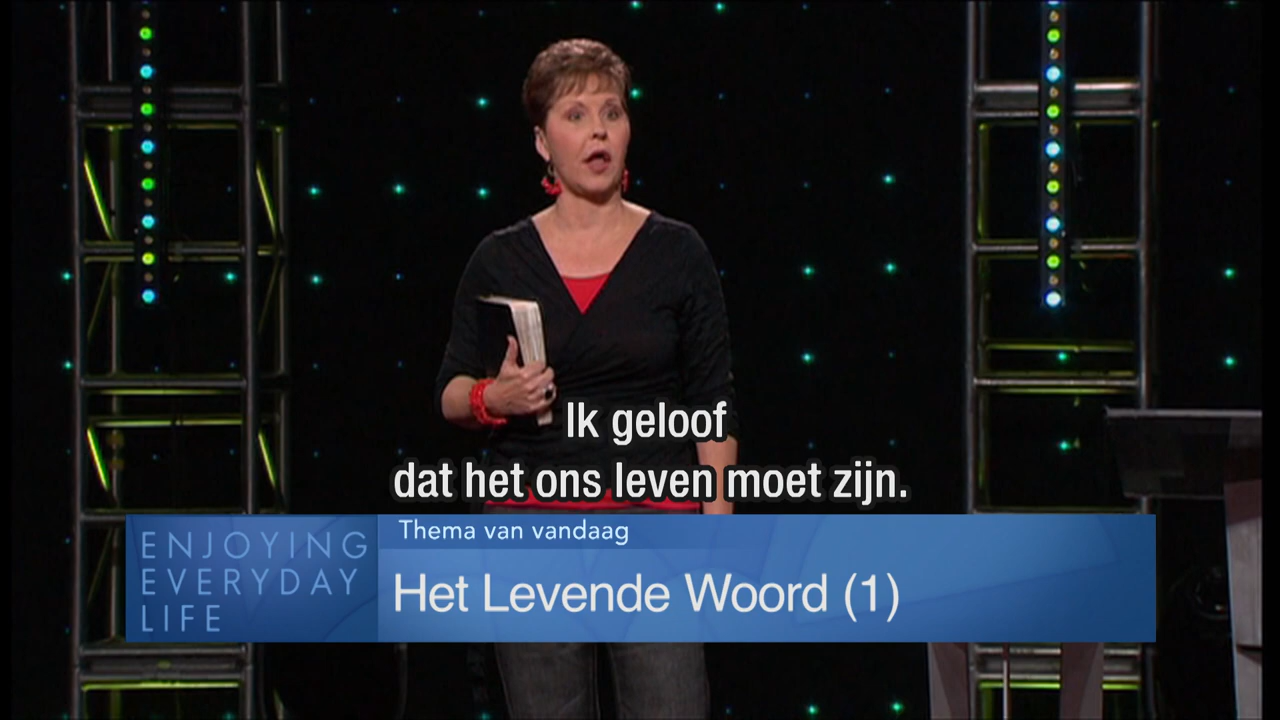 Ik geloof
dat het ons leven moet zijn.
Thema van vandaag
ENJOYING
EVERYDAY
LIFE
Het Levende Woord (1)